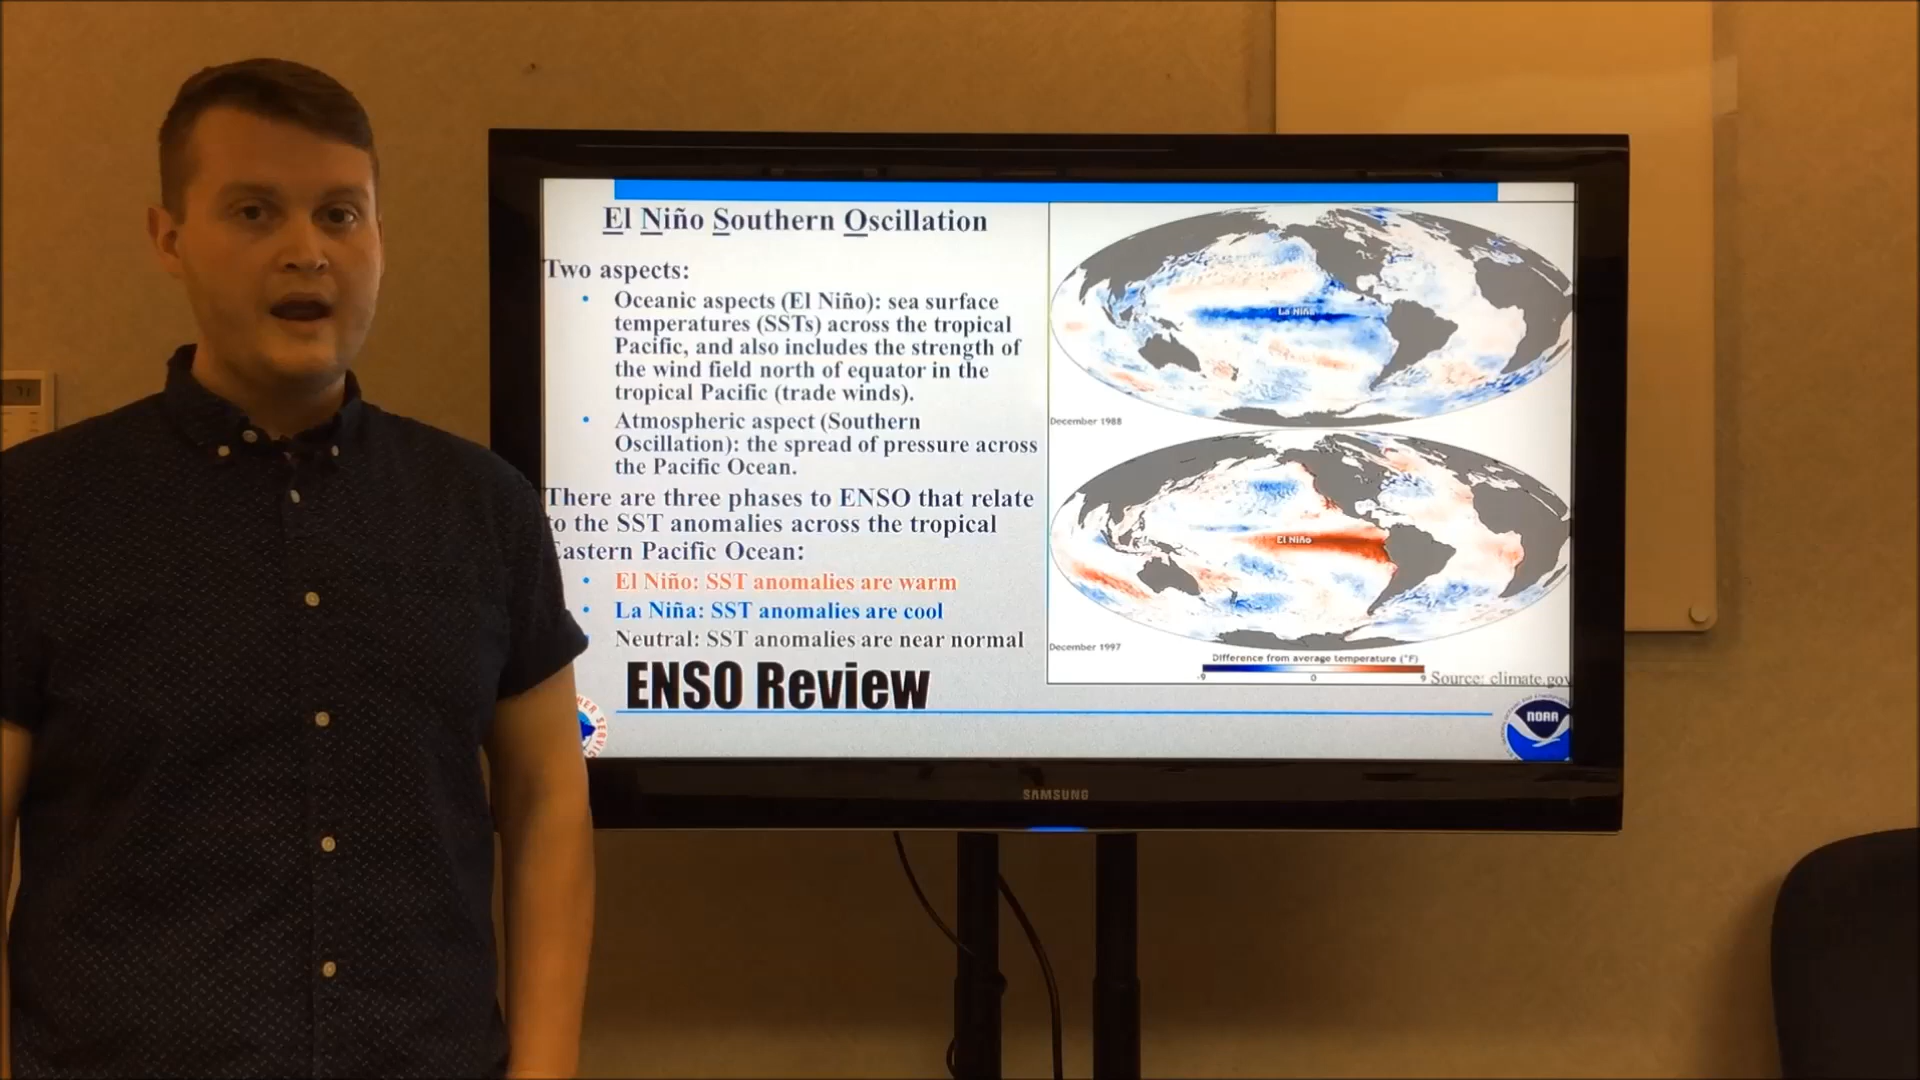 El Niño Southern Oscillation
Two aspects:
• Oceanic aspects (El Niño): sea surface
temperatures (SSTs) across the tropical
Pacific, and also includes the strength of
the wind field north of equator in the
tropical Pacific (trade winds).
• Atmospheric aspect (Southern
Oscillation): the spread of pressure across
the Pacific Ocean.
There are three phases to ENSO that relate
to the SST anomalies across the tropical
Eastern Pacific Ocean:
• El Niño: SST anomalies are warm
• La Niña: SST anomalies are cool
Neutral: SST anomalies are near normal
ENSO Review
La Niña
December 1988
El Niño
December 1997
Difference from average temperature (°F)
-9 0 9
Source: climate.gov
NOAA
SAMSUNG